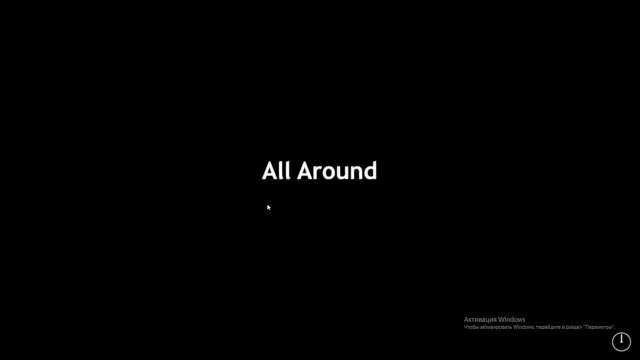 All Around
Активация Windows
Чтобы активировать Windows, перейдите в раздел "Параметры".